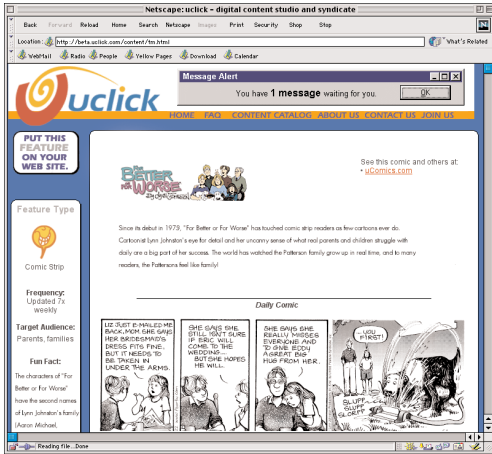 Netscape: uclick - digital content studio and syndicate
Back Forward Reload Home Search Netscape Images Print Security Shop Stop
Location: http://beta.uclick.com/content/fm.html What's Related
WebMail Radio People Yellow Pages Download Calendar
uclick
Message Alert
You have 1 message waiting for you.
OK
HOME FAQ CONTENT CATALOG ABOUT US CONTACT US JOIN US
PUT THIS
FEATURE
ON YOUR
WEB SITE.
Feature Type
Comic Strip
Frequency:
Updated 7x
weekly
Target Audience:
Parents, families
Fun Fact:
The characters of "For
Better or For Worse"
have the second names
of Lynn Johnston's family
(Aaron Michael,
FOR
BETTER
OR FOR
WORSE
by Lynn Johnston
See this comic and others at:
• uComics.com
Since its debut in 1979, "For Better or For Worse" has touched comic strip readers as few cartoons ever do.
Cartoonist Lynn Johnston's eye for detail and her uncanny sense of what real parents and children struggle with
daily are a big part of her success. The world has watched the Patterson family grow up in real time, and to many
readers, the Pattersons feel like family!
Daily Comic
LIZ JUST E-MAILED ME
BACK, MOM. SHE SAYS
HER BRIDESMAID'S
DRESS FITS FINE,
BUT IT NEEDS TO
BE TAKEN IN
UNDER THE ARMS.
SHE SAYS SHE
STILL ISN'T SURE
IF ERIC WILL
COME TO THE
WEDDING...
BUT SHE HOPES
HE WILL.
SHE SAYS SHE
REALLY MISSES
EVERYONE AND
TO GIVE EDDY
A GREAT BIG
HUG FROM HER.
...YOU
FIRST!
SLUFF
SLURP
SLORFF
Reading file...Done